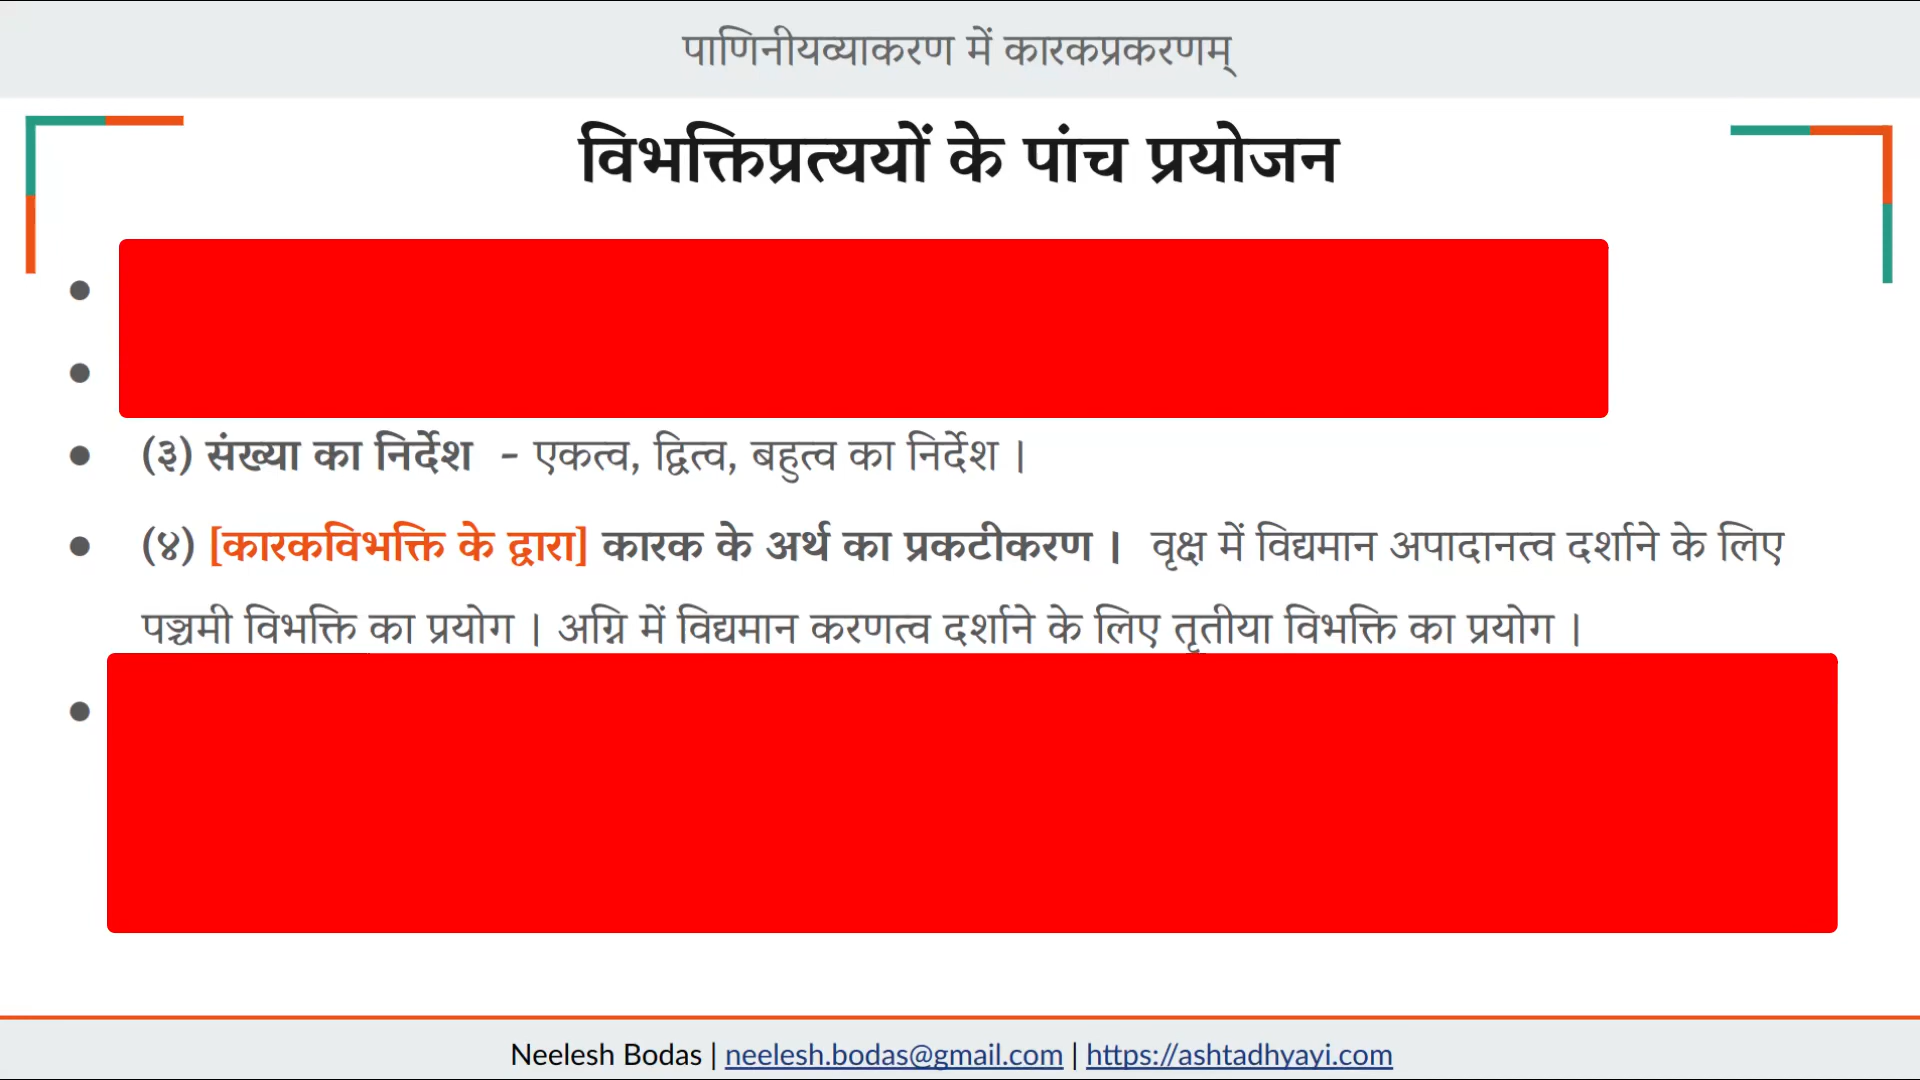 पाणिनीयव्याकरण में कारकप्रकरणम्
विभक्तिप्रत्ययों के पांच प्रयोजन
● (३) संख्या का निर्देश - एकत्व, द्वित्व, बहुत्व का निर्देश ।
● (४) [कारकविभक्ति के द्वारा] कारक के अर्थ का प्रकटीकरण । वृक्ष में विद्यमान अपादानत्व दर्शाने के लिए
पञ्चमी विभक्ति का प्रयोग । अग्नि में विद्यमान करणत्व दर्शाने के लिए तृतीया विभक्ति का प्रयोग ।
Neelesh Bodas | neelesh.bodas@gmail.com | https://ashtadhyayi.com